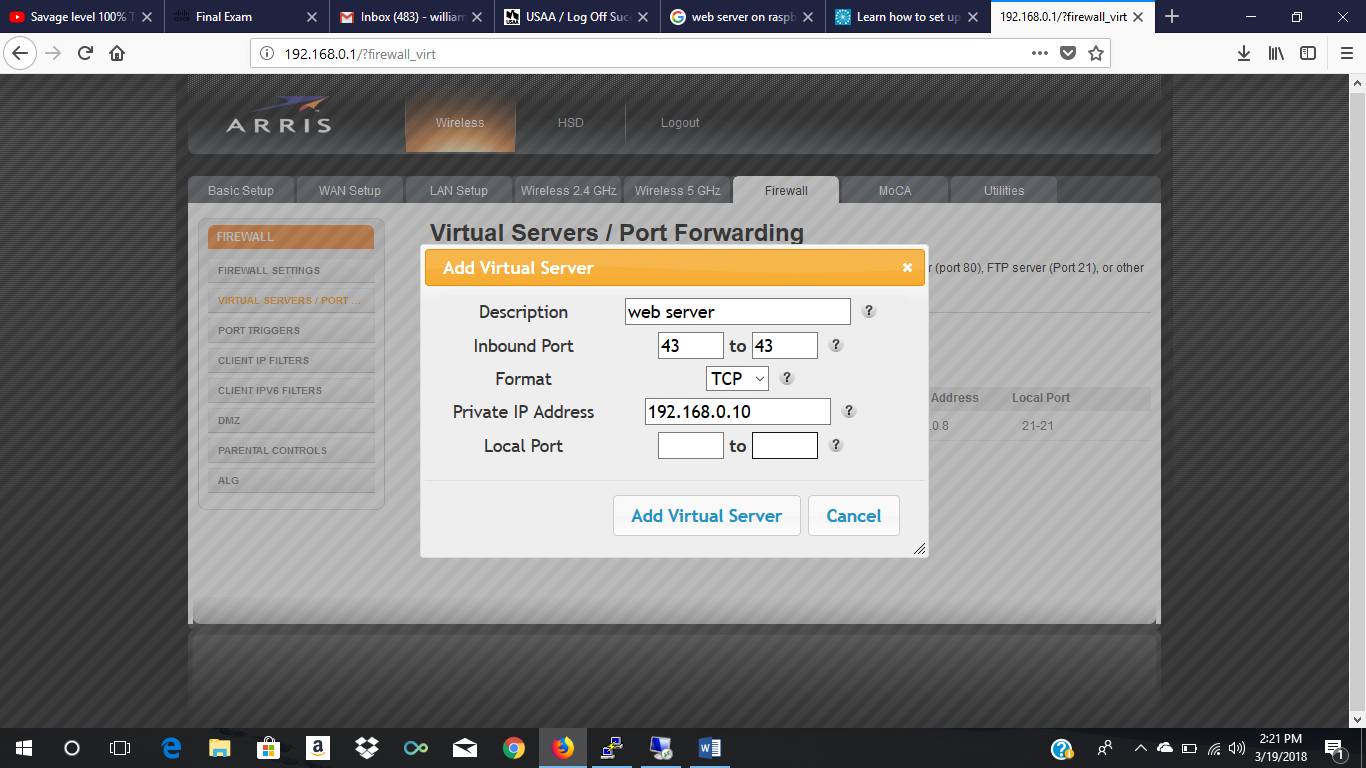 Savage level 100% T
Final Exam
Inbox (483) - william
USAA / Log Off Suc
web server on raspb
Learn how to set up
192.168.0.1/?firewall_virt
192.168.0.1/?firewall_virt
ARRIS
Wireless
HSD
Logout
Basic Setup
WAN Setup
LAN Setup
Wireless 2.4 GHz
Wireless 5 GHz
Firewall
MoCA
Utilities
FIREWALL
FIREWALL SETTINGS
VIRTUAL SERVERS / PORT ...
PORT TRIGGERS
CLIENT IP FILTERS
CLIENT IPV6 FILTERS
DMZ
PARENTAL CONTROLS
ALG
Virtual Servers / Port Forwarding
r (port 80), FTP server (Port 21), or other
Address Local Port
.0.8 21-21
Add Virtual Server
Description web server ?
Inbound Port 43 to 43 ?
Format TCP ?
Private IP Address 192.168.0.10 ?
Local Port to ?
Add Virtual Server Cancel
2:21 PM
3/19/2018
1